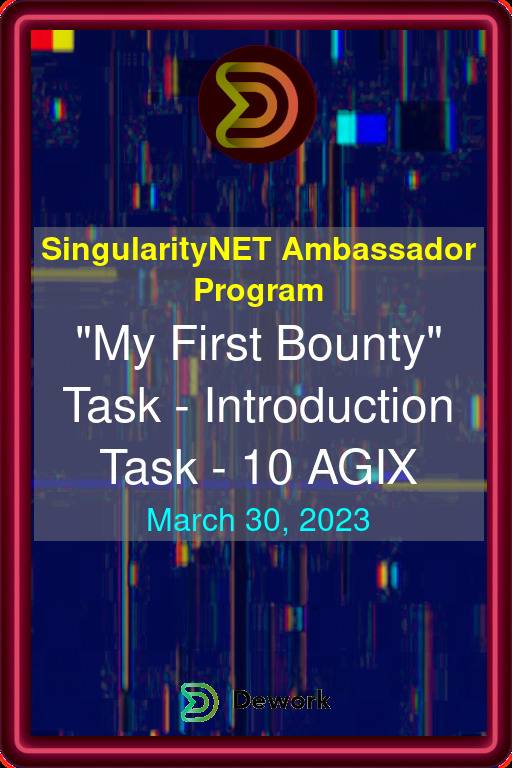 SingularityNET Ambassador
Program
"My First Bounty"
Task - Introduction
Task - 10 AGIX
March 30, 2023
Dework